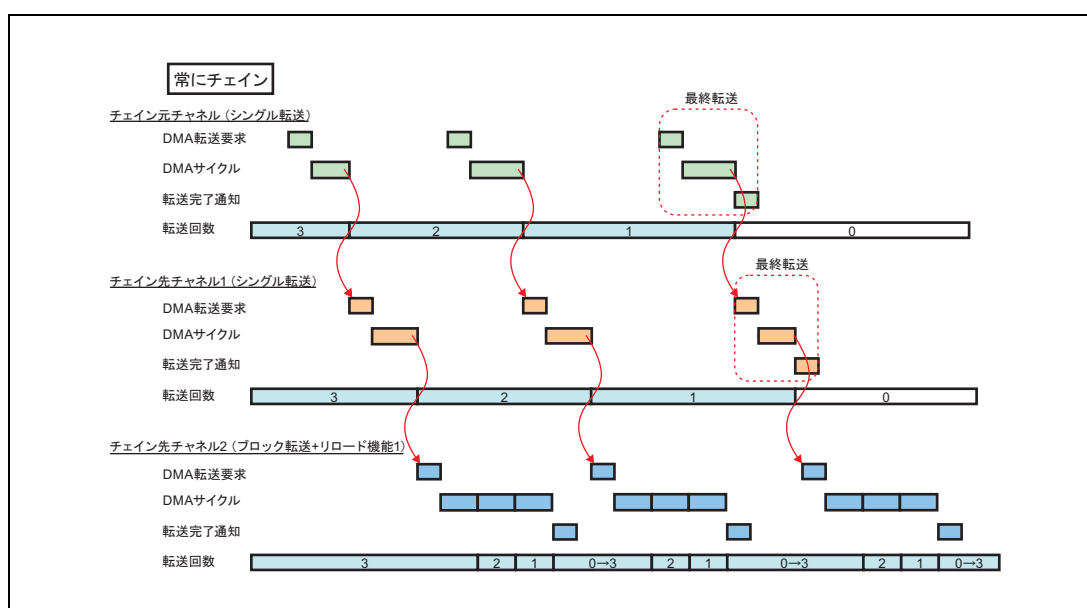 常にチェイン
最終転送
チェイン元チャネル (シングル転送)
DMA転送要求
DMAサイクル
転送完了通知
転送回数
3 2 1 0
最終転送
チェイン先チャネル1 (シングル転送)
DMA転送要求
DMAサイクル
転送完了通知
転送回数
3 2 1 0
チェイン先チャネル2 (ブロック転送+リロード機能1)
DMA転送要求
DMAサイクル
転送完了通知
転送回数
3 2 1 0→3 2 1 0→3 2 1 0→3